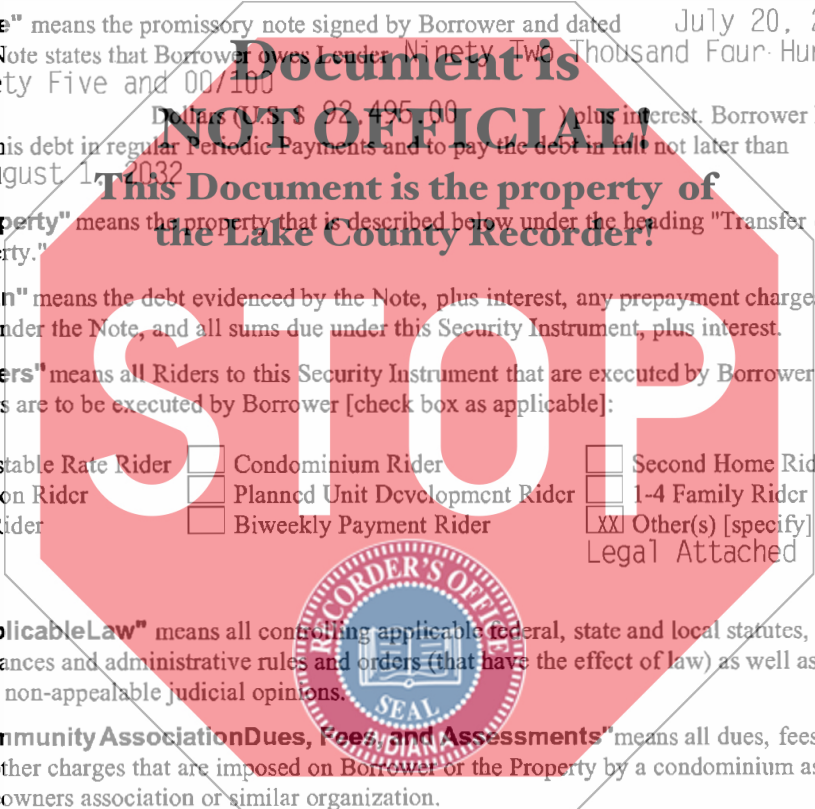 e" means the promissory note signed by Borrower and dated July 20, 2
Note states that Borrower owes Lender Ninety Two Thousand Four Hur
ty Five and 00/100
Dollars (U.S. $ 92,495.00 ) plus interest. Borrower
his debt in regular Periodic Payments and to pay the debt in full not later than
gust 1, 2032 .
perty" means the property that is described below under the heading "Transfer
rty."
n" means the debt evidenced by the Note, plus interest, any prepayment charge
nder the Note, and all sums due under this Security Instrument, plus interest.
ers" means all Riders to this Security Instrument that are executed by Borrower
s are to be executed by Borrower [check box as applicable]:
stable Rate Rider Condominium Rider Second Home Rid
on Rider Planned Unit Development Rider 1-4 Family Rider
ider Biweekly Payment Rider XX Other(s) [specify]
Legal Attached
plicableLaw" means all controlling applicable federal, state and local statutes,
ances and administrative rules and orders (that have the effect of law) as well as
non-appealable judicial opinions.
mmunity AssociationDues, Fees, and Assessments" means all dues, fees
ther charges that are imposed on Borrower or the Property by a condominium as
owners association or similar organization.
Document is
NOT OFFICIAL!
This Document is the property of
the Lake County Recorder!
STOP
RECORDER'S OFFICE
SEAL
INDIANA